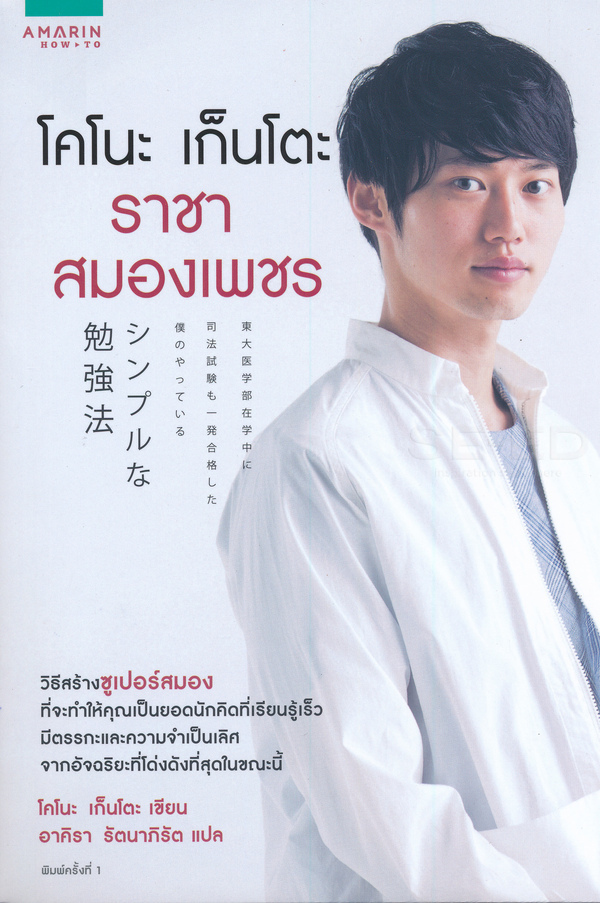 AMARIN
HOW TO
โคโนะ เก็นโตะ
ราชา
สมองเพชร
東大医学部在学中に
司法試験も一発合格した
僕のやっている
シンプルな
勉強法
SE-ED
วิธีสร้างซูเปอร์สมอง
ที่จะทำให้คุณเป็นยอดนักคิดที่เรียนรู้เร็ว
มีตรรกะและความจำเป็นเลิศ
จากอัจฉริยะที่โด่งดังที่สุดในขณะนี้
โคโนะ เก็นโตะ เขียน
อาคิรา รัตนาภิรัต แปล
พิมพ์ครั้งที่ 1